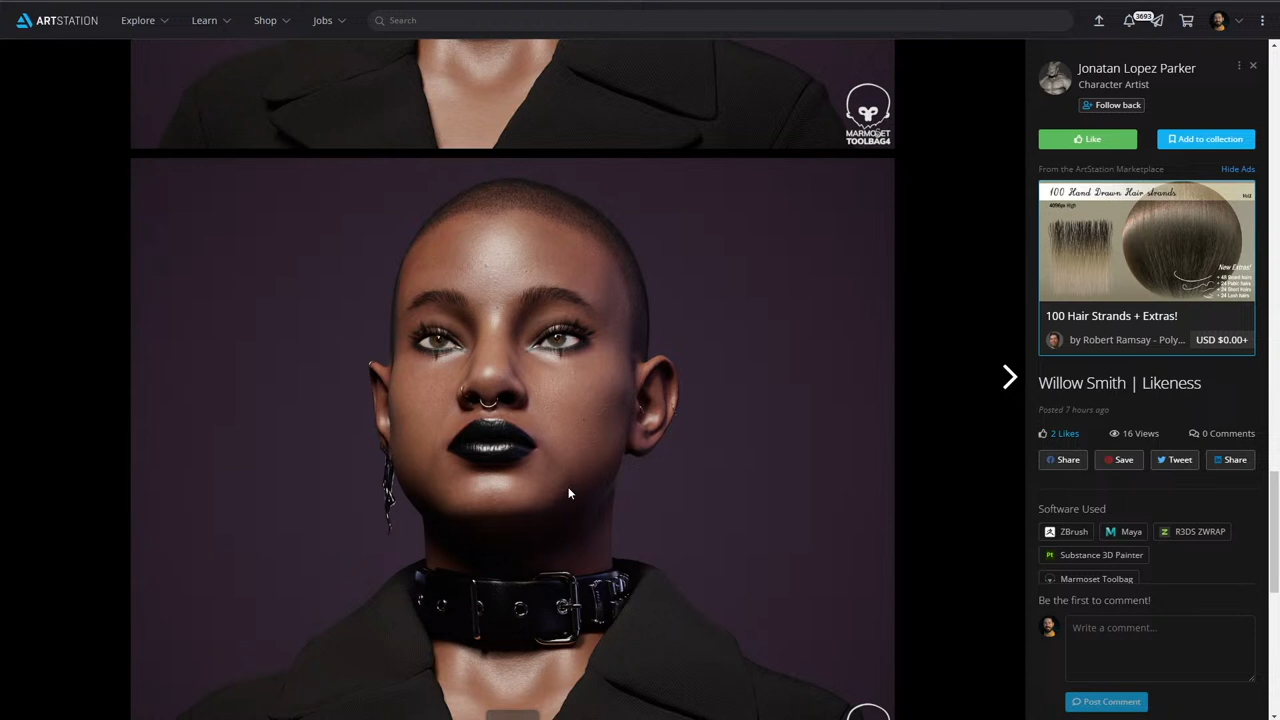 ARTSTATION
Explore
Learn
Shop
Jobs
Search
3693
Jonatan Lopez Parker
Character Artist
Follow back
MARMOSET
TOOLBAG4
Like
Add to collection
From the ArtStation Marketplace
Hide Ads
100 Hand Drawn Hair strands
4096px High
New Extras!
100 Hair Strands + Extras!
by Robert Ramsay - Poly...
USD $0.00+
Willow Smith | Likeness
Posted 7 hours ago
2 Likes
16 Views
0 Comments
Share
Save
Tweet
Share
Software Used
ZBrush
Maya
R3DS ZWRAP
Pt
Substance 3D Painter
Marmoset Toolbag
Be the first to comment!
Write a comment...
Post Comment